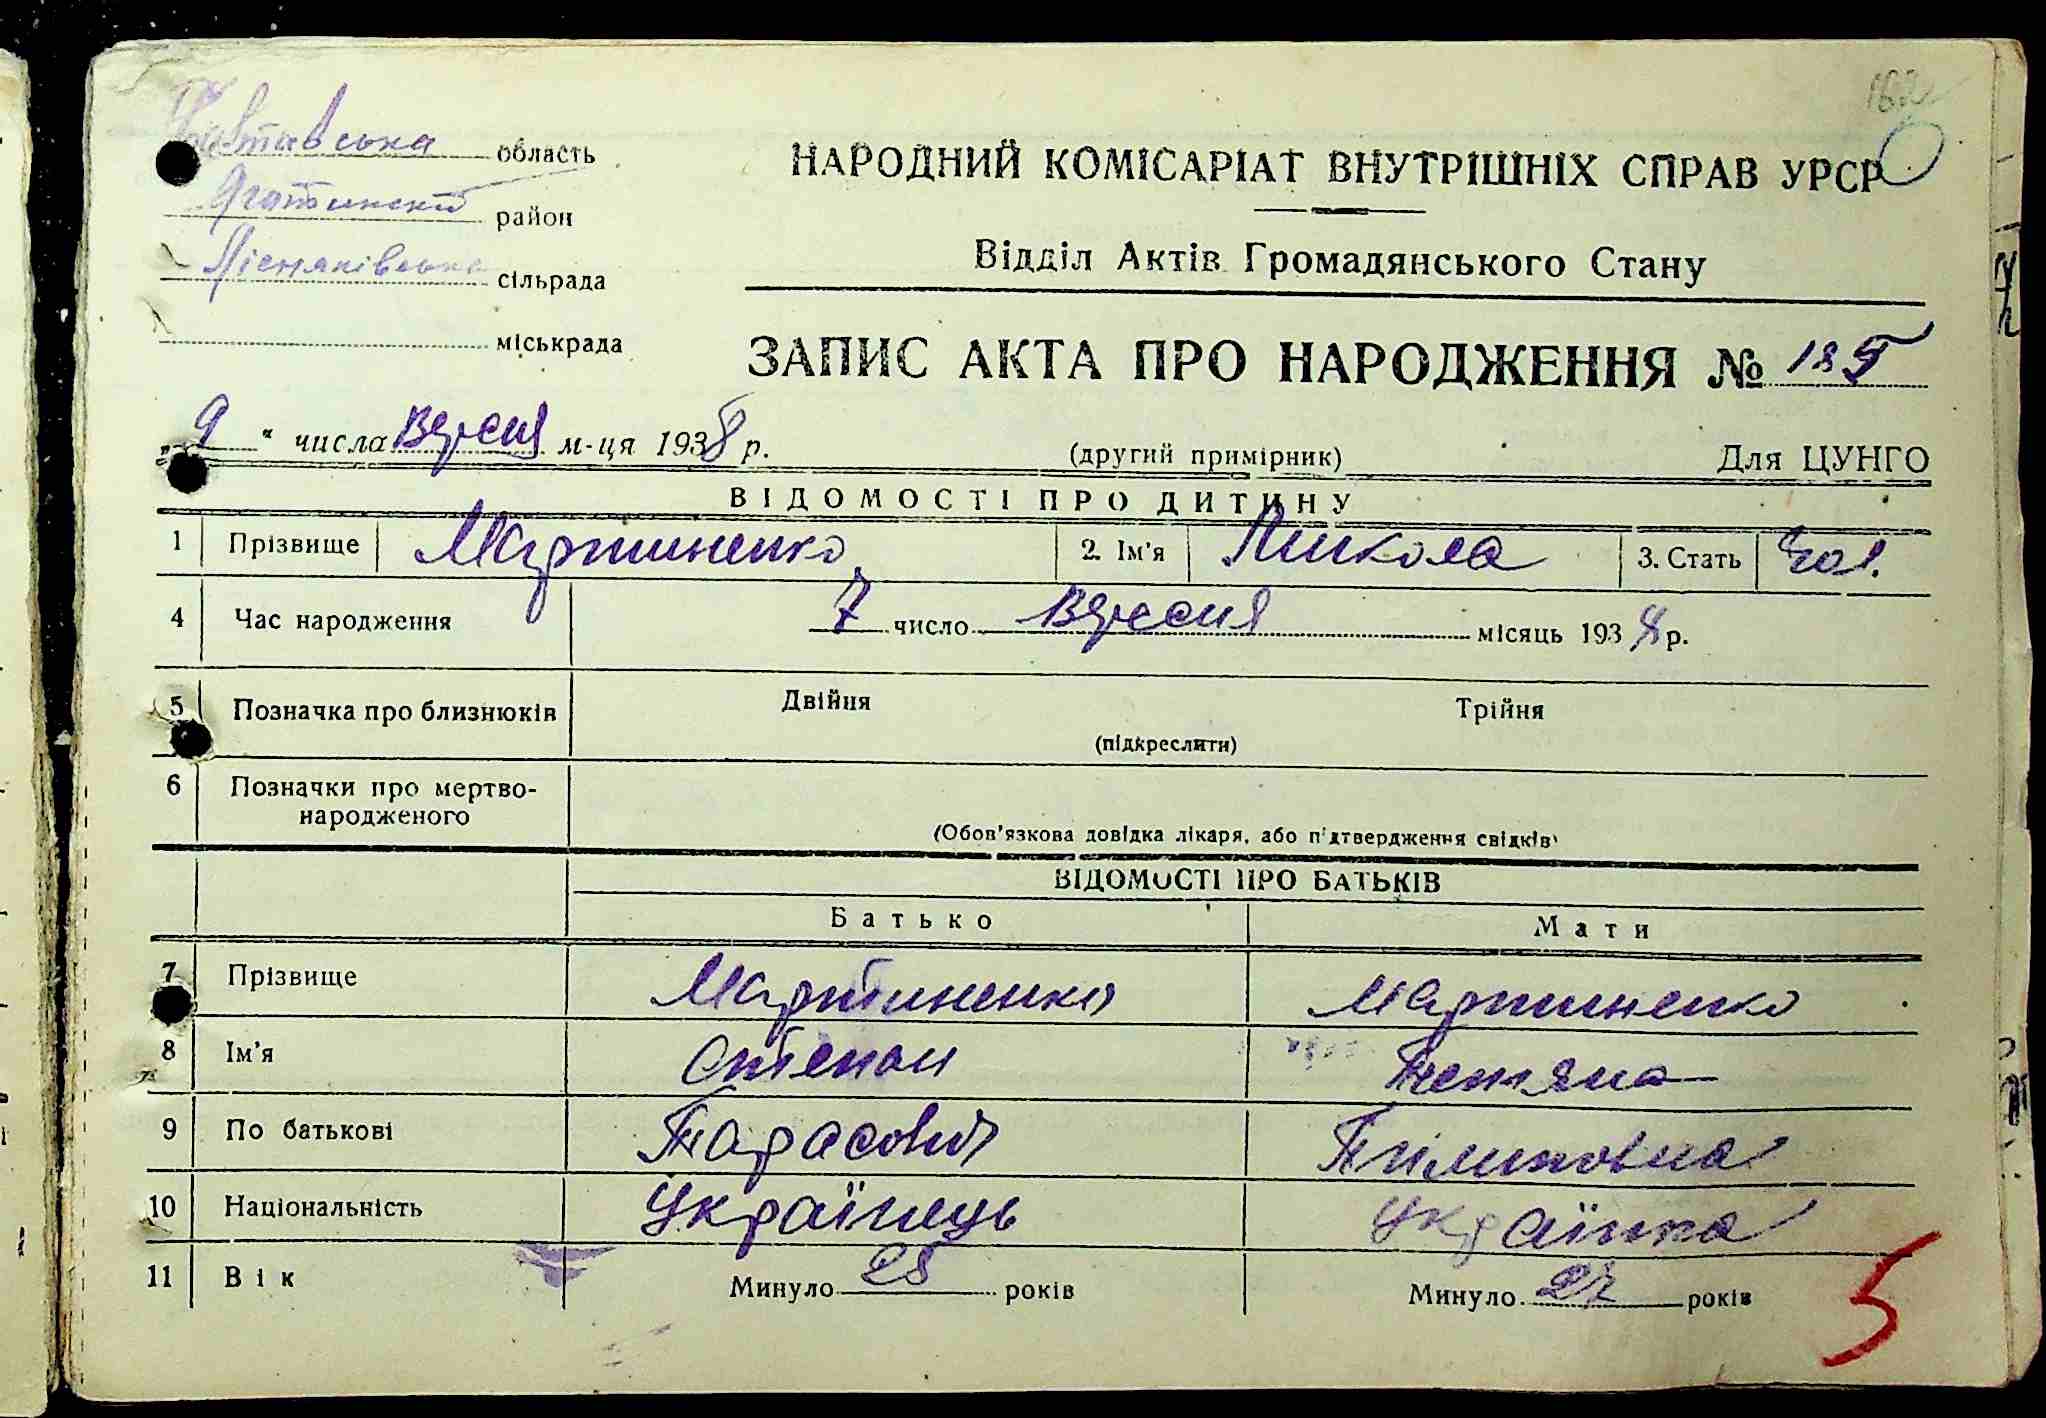 Полтавська область
Яготинский район
Лісняківська сільрада
міськрада
НАРОДНИЙ КОМІСАРІАТ ВНУТРІШНІХ СПРАВ УРСР
Відділ Актів Громадянського Стану
ЗАПИС АКТА ПРО НАРОДЖЕННЯ №
„9“ числа Вересня м-ця 1938 р.
(другий примірник)
Для ЦУНГО
ВІДОМОСТІ ПРО ДИТИНУ
1 Прізвище Мартиненко 2. Ім'я Микола 3. Стать чол.
4 Час народження 7 число Вересня місяць 1938 р.
5 Позначка про близнюків Двійня Трійня
(підкреслити)
6 Позначки про мертво-
народженого
(Обов'язкова довідка лікаря, або підтвердження свідків)
ВІДОМОСТІ ПРО БАТЬКІВ
Батько Мати
7 Прізвище Мартиненко Мартиненко
8 Ім'я Степан Тетяна
9 По батькові Тарасович
10 Національність Українець Українка
11 Вік Минуло 28 років Минуло 27 років
5